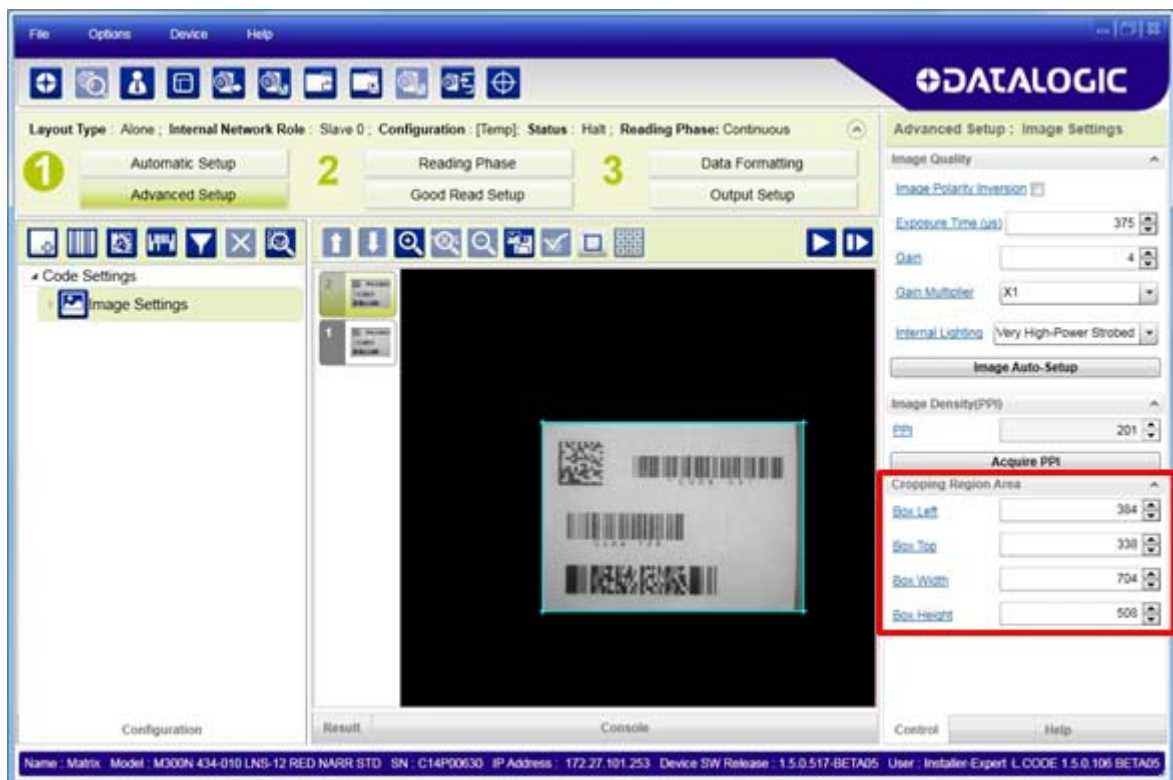 File Options Device Help
DATALOGIC
Layout Type : Alone ; Internal Network Role : Slave 0 ; Configuration : [Temp]; Status : Halt ; Reading Phase: Continuous
1 Automatic Setup 2 Reading Phase 3 Data Formatting
Advanced Setup Good Read Setup Output Setup
Code Settings
Image Settings
2
1
Result Console
Configuration
Advanced Setup : Image Settings
Image Quality
Image Polarity Inversion
Exposure Time (us) 375
Gain 4
Gain Multiplier X1
Internal Lighting Very High-Power Strobed
Image Auto-Setup
Image Density(PPI)
PPI 201
Acquire PPI
Cropping Region Area
Box Left 384
Box Top 338
Box Width 704
Box Height 508
Control Help
Name : Matrix Model : M300N 434-010 LNS-12 RED NARR STD SN : C14P00630 IP Address : 172.27.101.253 Device SW Release : 1.5.0.517-BETA05 User : Installer-Expert L.CODE 1.5.0.106 BETA05